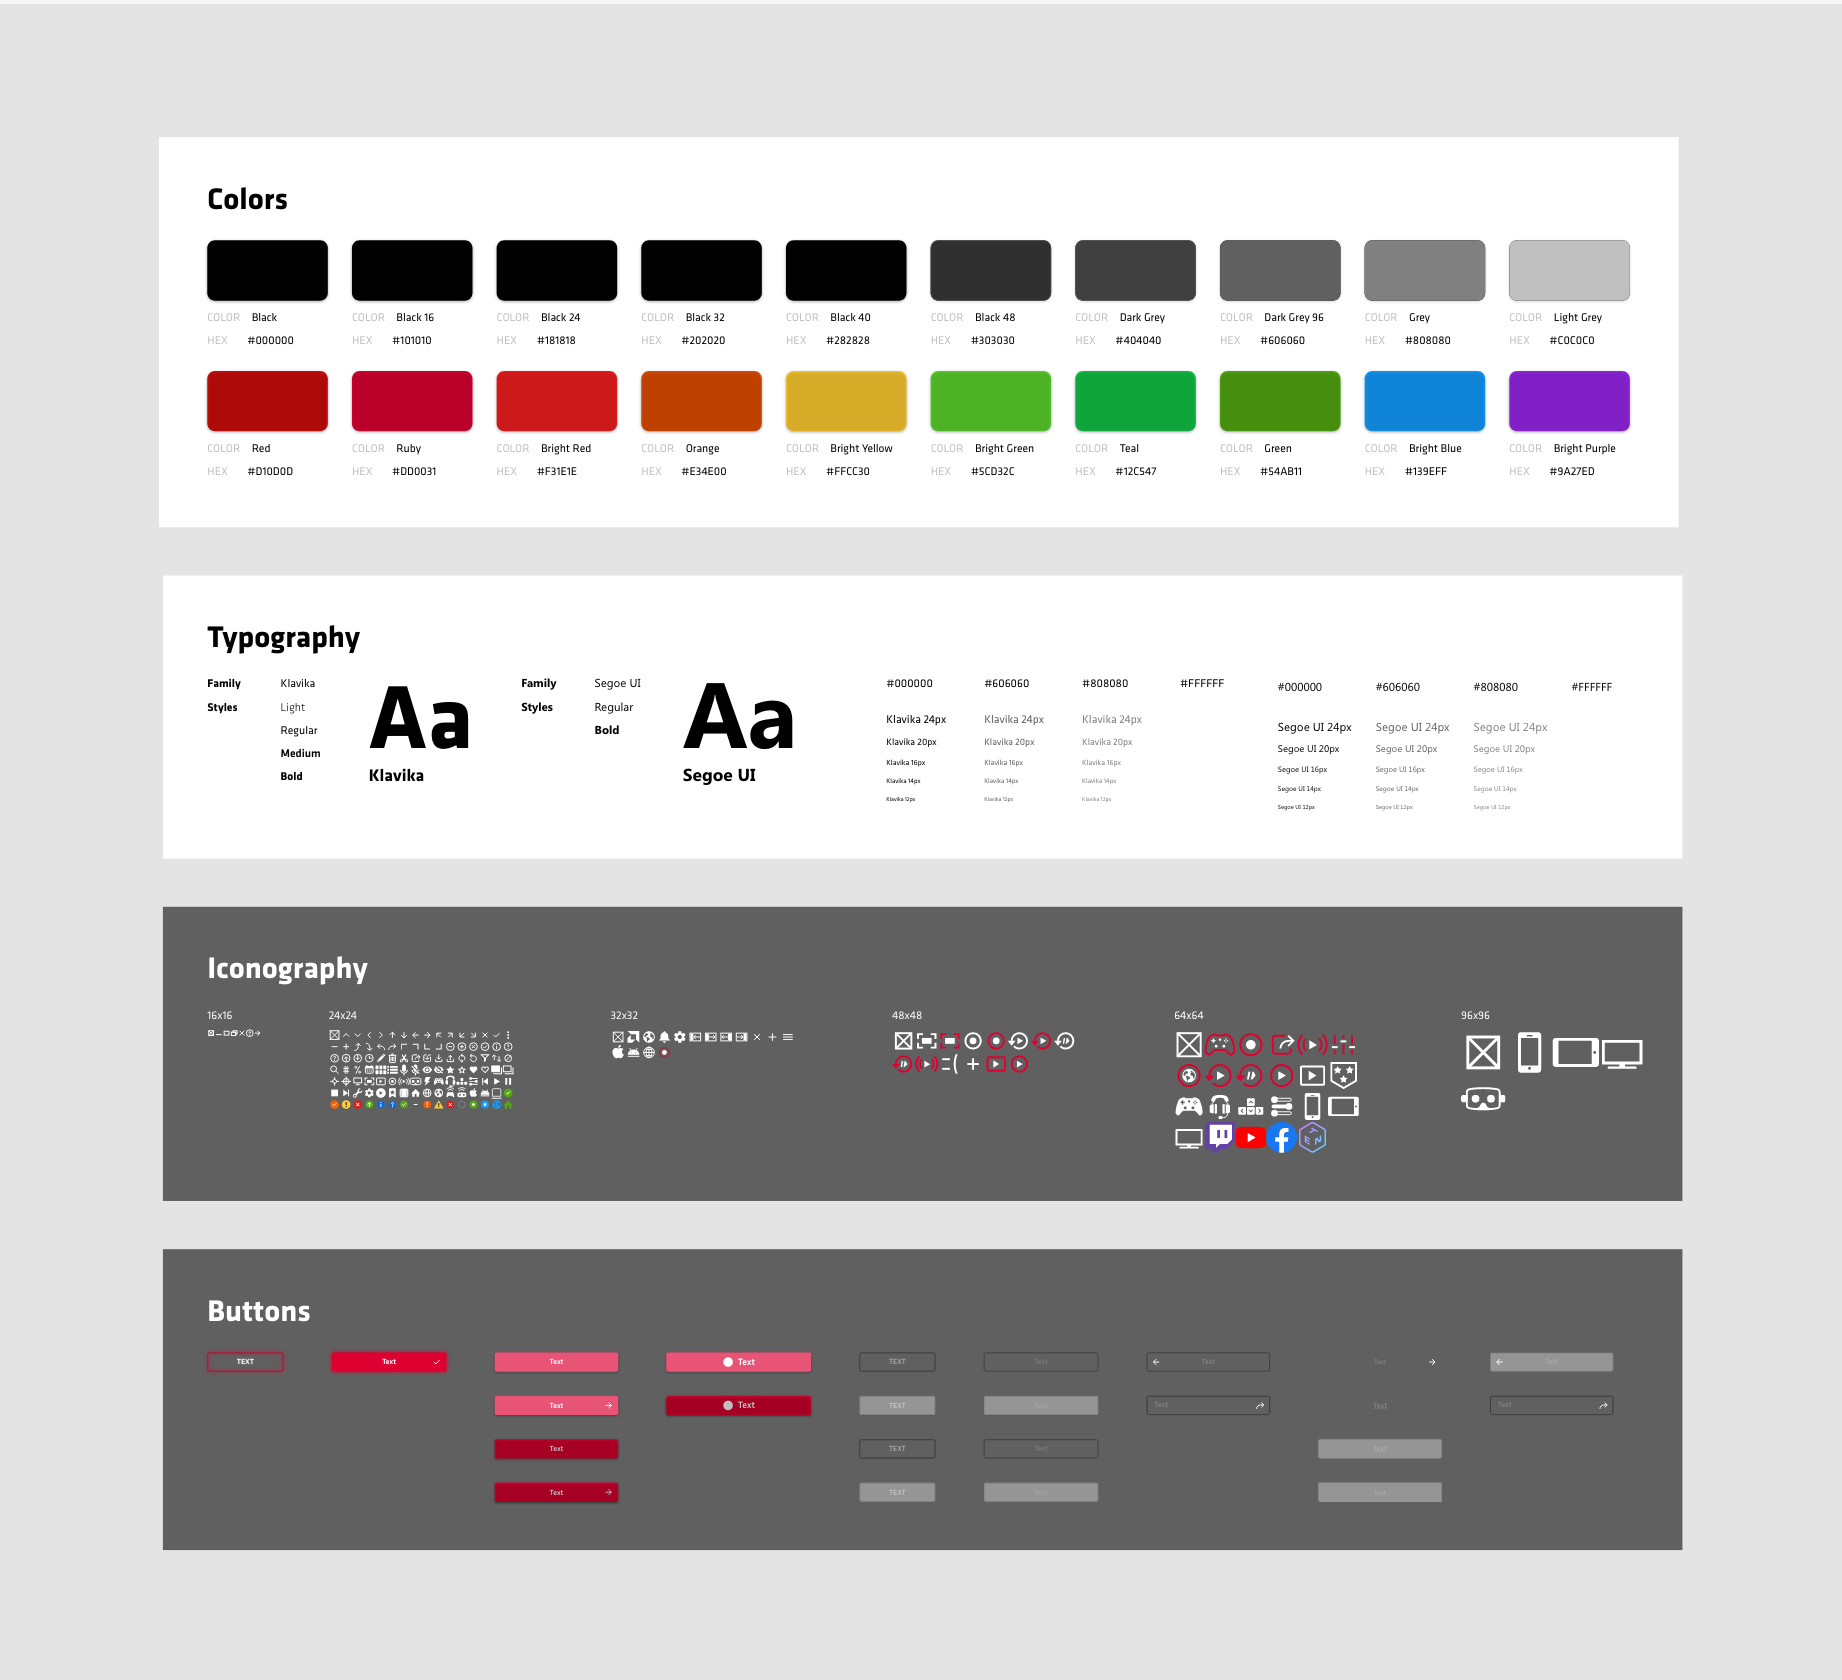 Colors
COLOR Black COLOR Black 16 COLOR Black 24 COLOR Black 32 COLOR Black 40 COLOR Black 48 COLOR Dark Grey COLOR Dark Grey 96 COLOR Grey COLOR Light Grey
HEX #000000 HEX #101010 HEX #181818 HEX #202020 HEX #282828 HEX #303030 HEX #404040 HEX #606060 HEX #808080 HEX #C0C0C0
COLOR Red COLOR Ruby COLOR Bright Red COLOR Orange COLOR Bright Yellow COLOR Bright Green COLOR Teal COLOR Green COLOR Bright Blue COLOR Bright Purple
HEX #D10D0D HEX #DD0031 HEX #F31E1E HEX #E34E00 HEX #FFCC30 HEX #5CD32C HEX #12C547 HEX #54AB11 HEX #139EFF HEX #9A27ED
Typography
Family Klavika
Styles Light
Regular
Medium
Bold
Aa
Klavika
Family Segoe UI
Styles Regular
Bold
Aa
Segoe UI
#000000 #606060 #808080 #FFFFFF
Klavika 24px Klavika 24px Klavika 24px
Klavika 20px Klavika 20px Klavika 20px
Klavika 16px Klavika 16px Klavika 16px
Klavika 14px Klavika 14px Klavika 14px
Klavika 12px Klavika 12px Klavika 12px
#000000 #606060 #808080 #FFFFFF
Segoe UI 24px Segoe UI 24px Segoe UI 24px
Segoe UI 20px Segoe UI 20px Segoe UI 20px
Segoe UI 16px Segoe UI 16px Segoe UI 16px
Segoe UI 14px Segoe UI 14px Segoe UI 14px
Segoe UI 12px Segoe UI 12px Segoe UI 12px
Iconography
16x16 24x24 32x32 48x48 64x64 96x96
Buttons
TEXT Text Text Text TEXT Text Text Text Text
Text Text TEXT Text Text Text Text
Text TEXT Text Text
Text TEXT Text Text